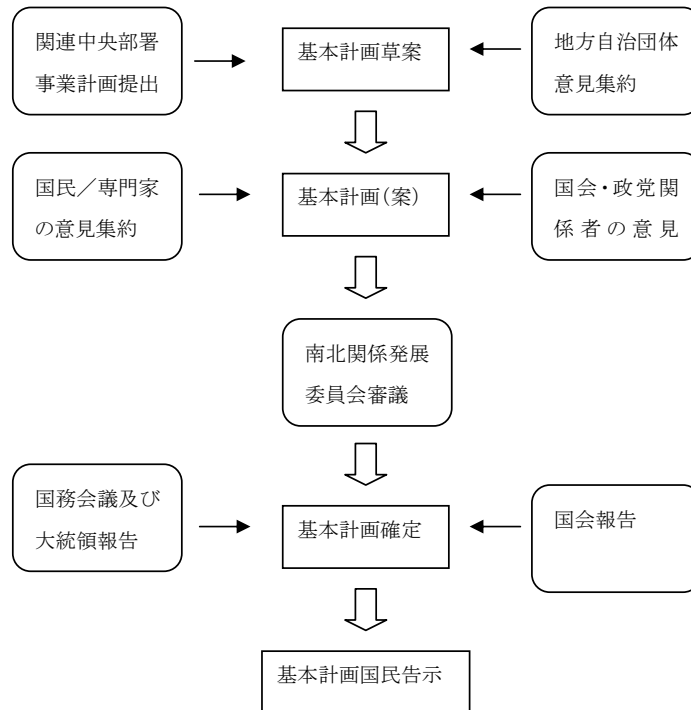 関連中央部署
事業計画提出
基本計画草案
地方自治団体
意見集約
国民／専門家
の意見集約
基本計画（案）
国会・政党関
係者の意見
南北関係発展
委員会審議
国務会議及び
大統領報告
基本計画確定
国会報告
基本計画国民告示